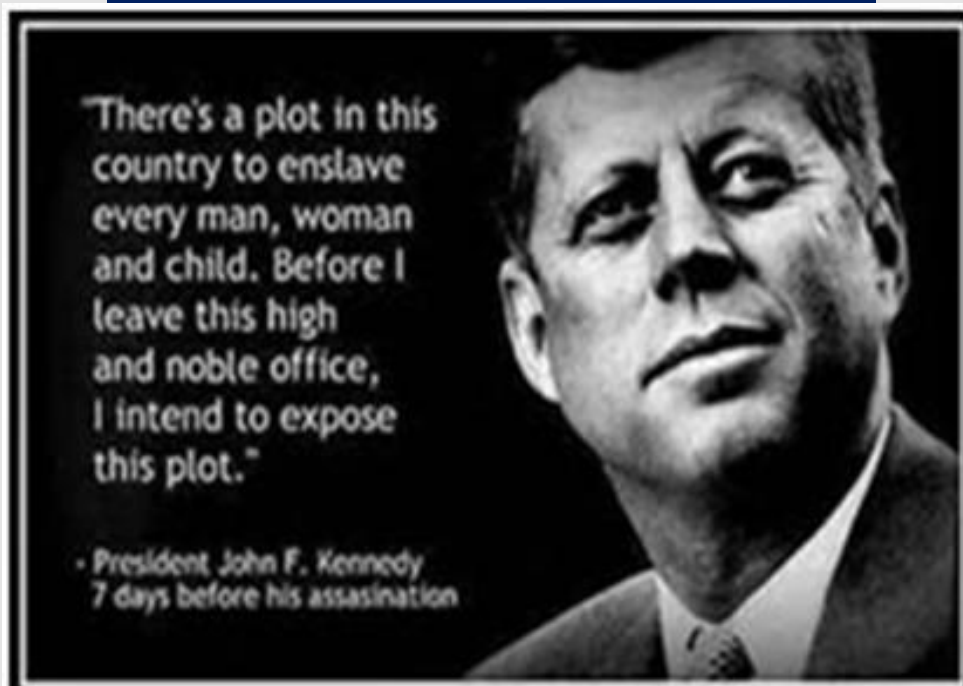 "There's a plot in this
country to enslave
every man, woman
and child. Before I
leave this high
and noble office,
I intend to expose
this plot."
- President John F. Kennedy
7 days before his assasination